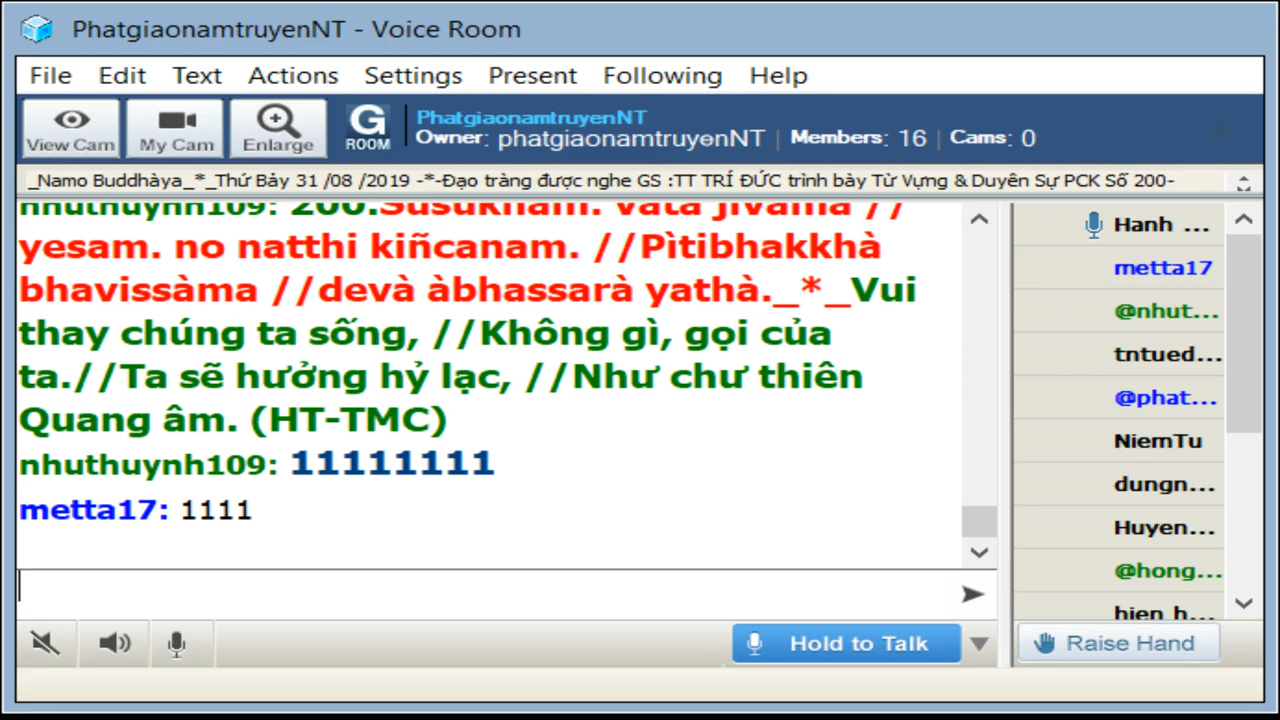 PhatgiaonamtruyenNT - Voice Room
File Edit Text Actions Settings Present Following Help
View Cam My Cam Enlarge G ROOM
PhatgiaonamtruyenNT
Owner: phatgiaonamtruyenNT | Members: 16 | Cams: 0
_Namo Buddhàya_*_Thứ Bảy 31 /08 /2019 -*-Đạo tràng được nghe GS :TT TRÍ ĐỨC trình bày Từ Vựng & Duyên Sự PCK Số 200-
nhuthuynh109: 200.Susukham. vata jìvama //
yesam. no natthi kiñcanam. //Pìtibhakkhà
bhavissàma //devà àbhassarà yathà._*_Vui
thay chúng ta sống, //Không gì, gọi của
ta.//Ta sẽ hưởng hỷ lạc, //Như chư thiên
Quang âm. (HT-TMC)
nhuthuynh109: 11111111
metta17: 1111
Hold to Talk
Hanh ...
metta17
@nhut...
tntued...
@phat...
NiemTu
dungn...
Huyen...
@hong...
hien h...
Raise Hand